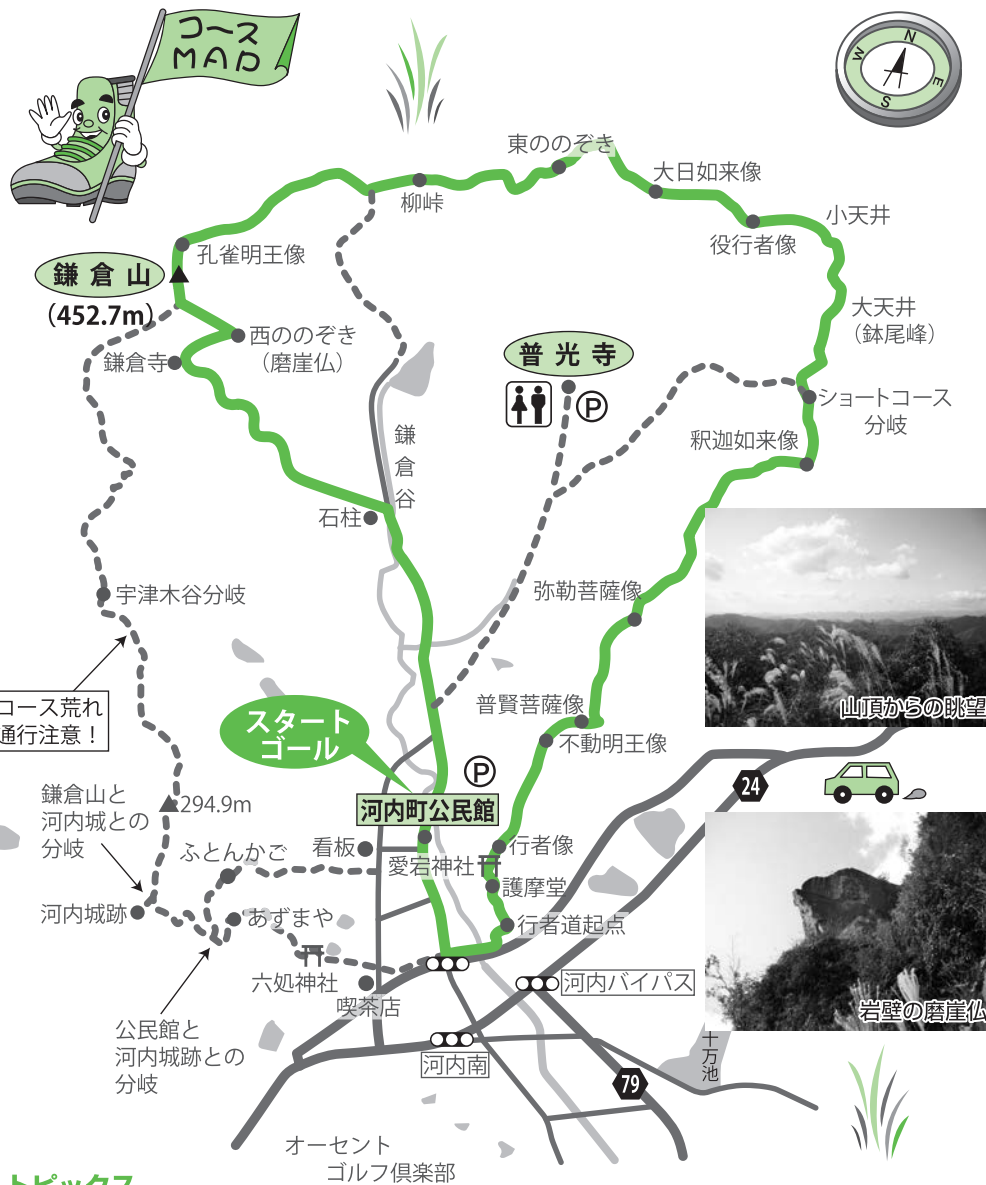 コース
MAP
N
W
E
S
東ののぞき
大日如来像
柳峠
役行者像
小天井
孔雀明王像
鎌倉山
(452.7m)
西ののぞき
（磨崖仏）
鎌倉寺
大天井
（鉢尾峰）
普光寺
P
ショートコース
分岐
釈迦如来像
鎌倉谷
石柱
宇津木谷分岐
弥勒菩薩像
コース荒れ
通行注意！
普賢菩薩像
不動明王像
スタート
ゴール
山頂からの眺望
P
24
294.9m
鎌倉山と
河内城との
分岐
河内町公民館
看板
ふとんかご
愛宕神社
行者像
護摩堂
河内城跡
あずまや
行者道起点
六処神社
喫茶店
河内バイパス
岩壁の磨崖仏
公民館と
河内城跡との
分岐
河内南
十万池
79
オーセント
ゴルフ倶楽部
トピックス